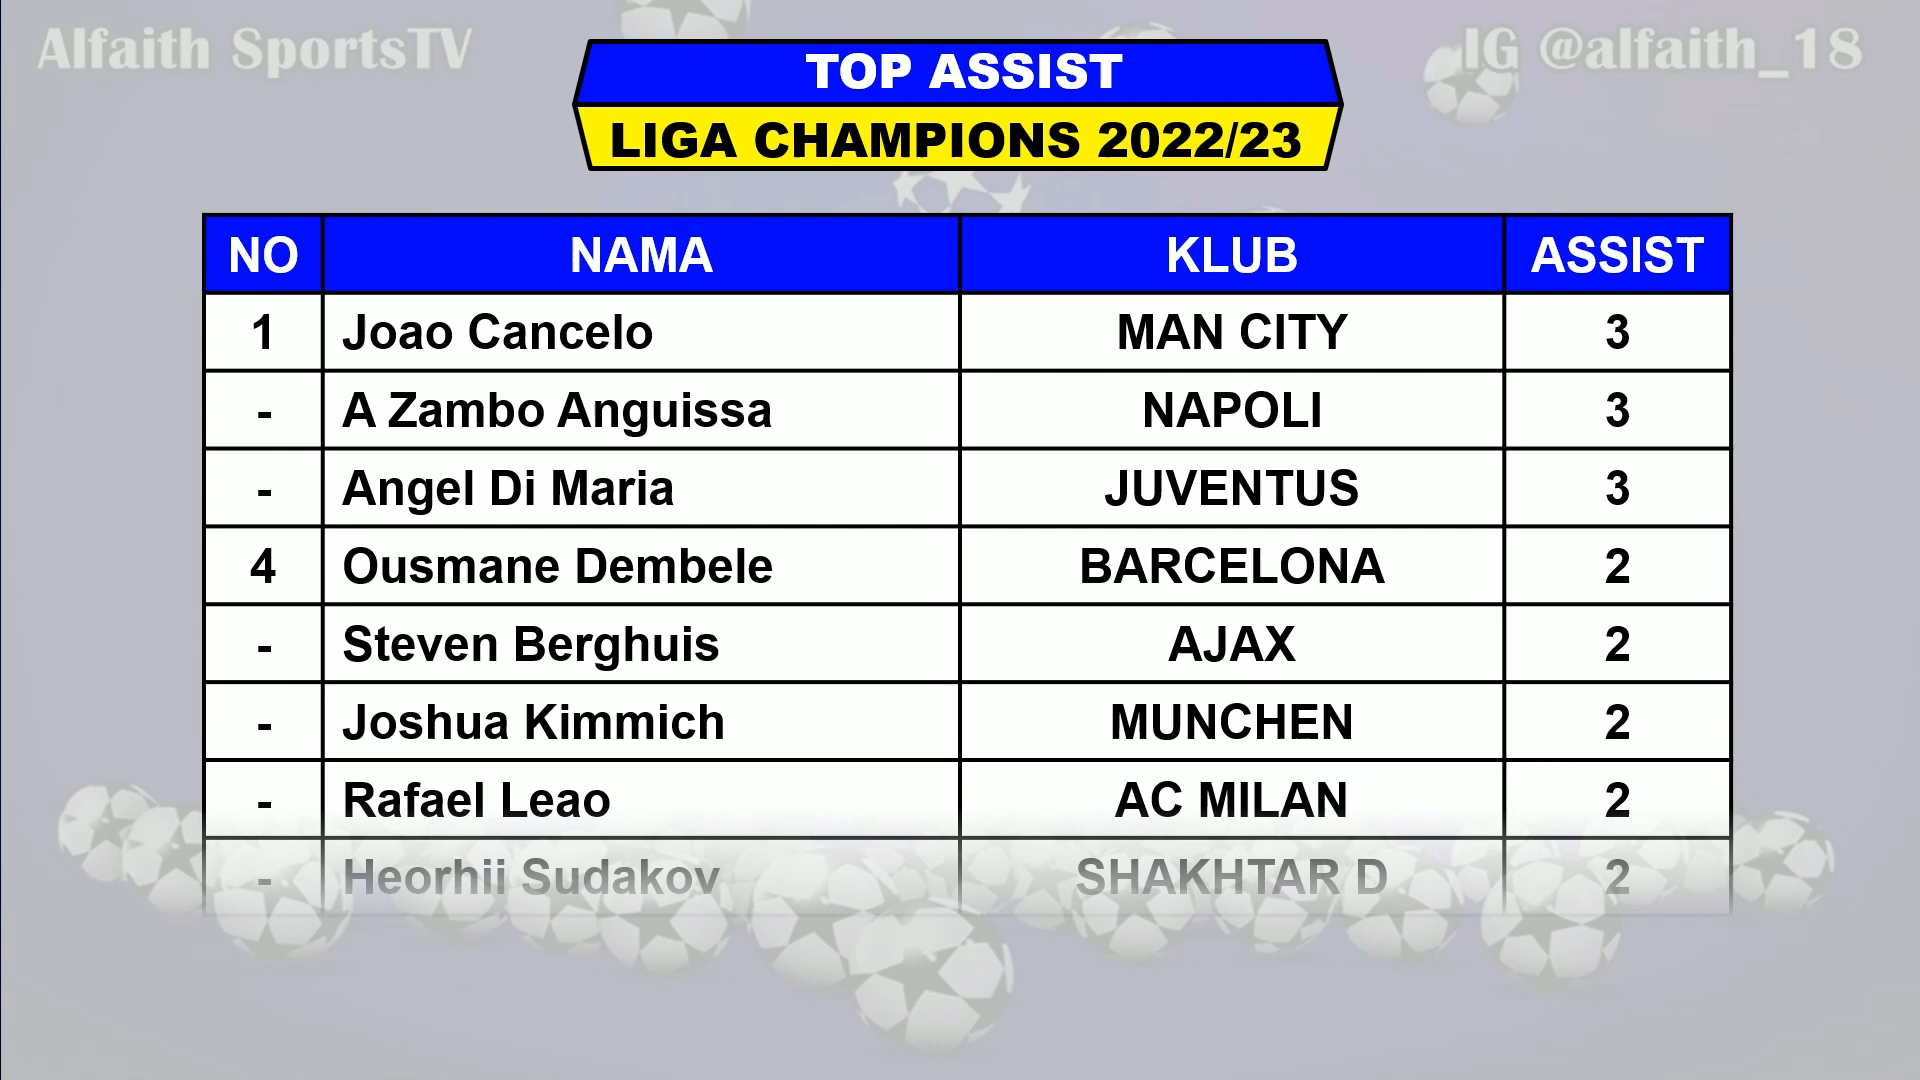 Alfaith SportsTV
IG @alfaith_18
TOP ASSIST
LIGA CHAMPIONS 2022/23
NO NAMA KLUB ASSIST
1 Joao Cancelo MAN CITY 3
- A Zambo Anguissa NAPOLI 3
- Angel Di Maria JUVENTUS 3
4 Ousmane Dembele BARCELONA 2
- Steven Berghuis AJAX 2
- Joshua Kimmich MUNCHEN 2
- Rafael Leao AC MILAN 2
- Heorhii Sudakov SHAKHTAR D 2